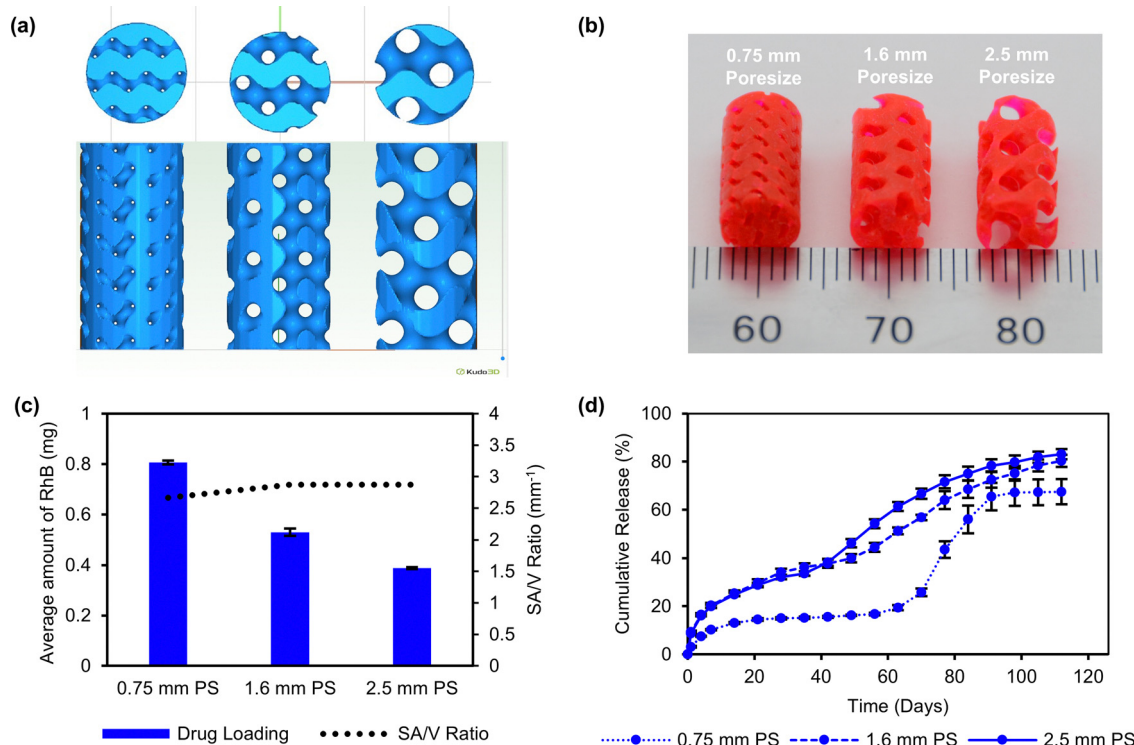 (a)
Kudo3D
(b)
0.75 mm
Poresize
1.6 mm
Poresize
2.5 mm
Poresize
60 70 80
(c)
Average amount of RhB (mg)
1
0.8
0.6
0.4
0.2
0
4
3.5
3
2.5
2
1.5
1
0.5
0
SA/V Ratio (mm⁻¹)
0.75 mm PS 1.6 mm PS 2.5 mm PS
Drug Loading SA/V Ratio
(d)
Cumulative Release (%)
100
80
60
40
20
0
0 20 40 60 80 100 120
Time (Days)
0.75 mm PS 1.6 mm PS 2.5 mm PS